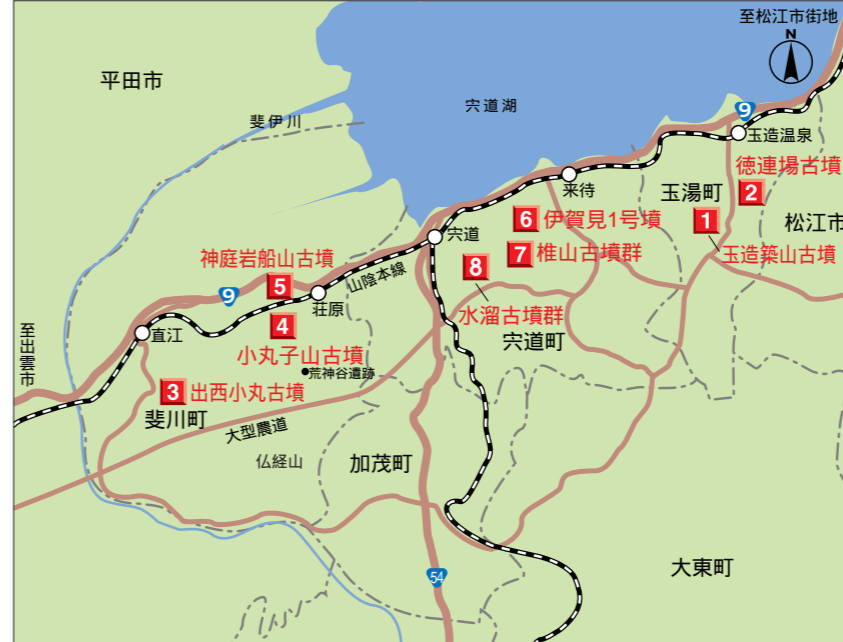 至松江市街地
N
平田市
宍道湖
9
斐伊川
玉造温泉
徳連場古墳
2
来待
玉湯町
1
松江市
6 伊賀見1号墳
宍道
7 椎山古墳群
玉造築山古墳
神庭岩船山古墳
8
5
山陰本線
9
荘原
水溜古墳群
至出雲市
直江
4
宍道町
小丸子山古墳
荒神谷遺跡
3 出西小丸古墳
斐川町
大型農道
仏経山
加茂町
大東町
54